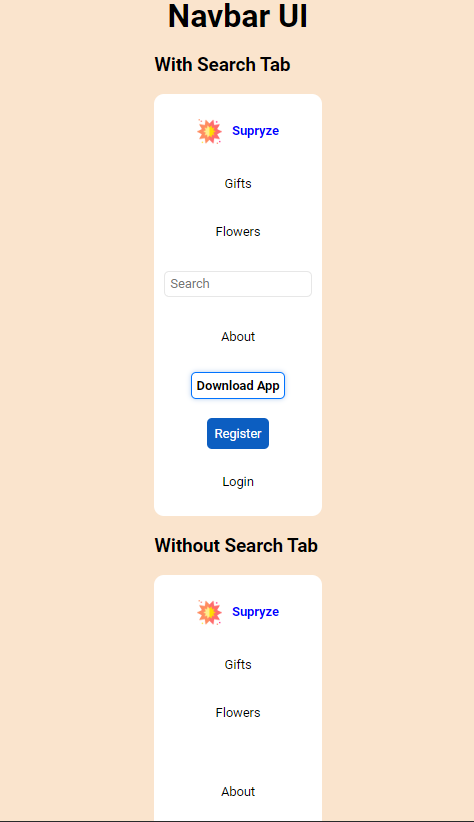 Navbar UI
With Search Tab
Supryze
Gifts
Flowers
Search
About
Download App
Register
Login
Without Search Tab
Supryze
Gifts
Flowers
About